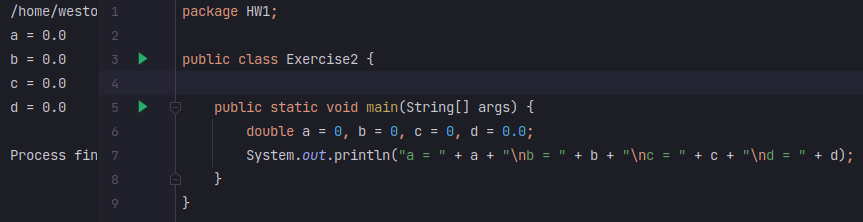 /home/westo
a = 0.0
b = 0.0
c = 0.0
d = 0.0
Process fin
1 package HW1;
2
3 public class Exercise2 {
4
5 public static void main(String[] args) {
6 double a = 0, b = 0, c = 0, d = 0.0;
7 System.out.println("a = " + a + "\nb = " + b + "\nc = " + c + "\nd = " + d);
8 }
9 }